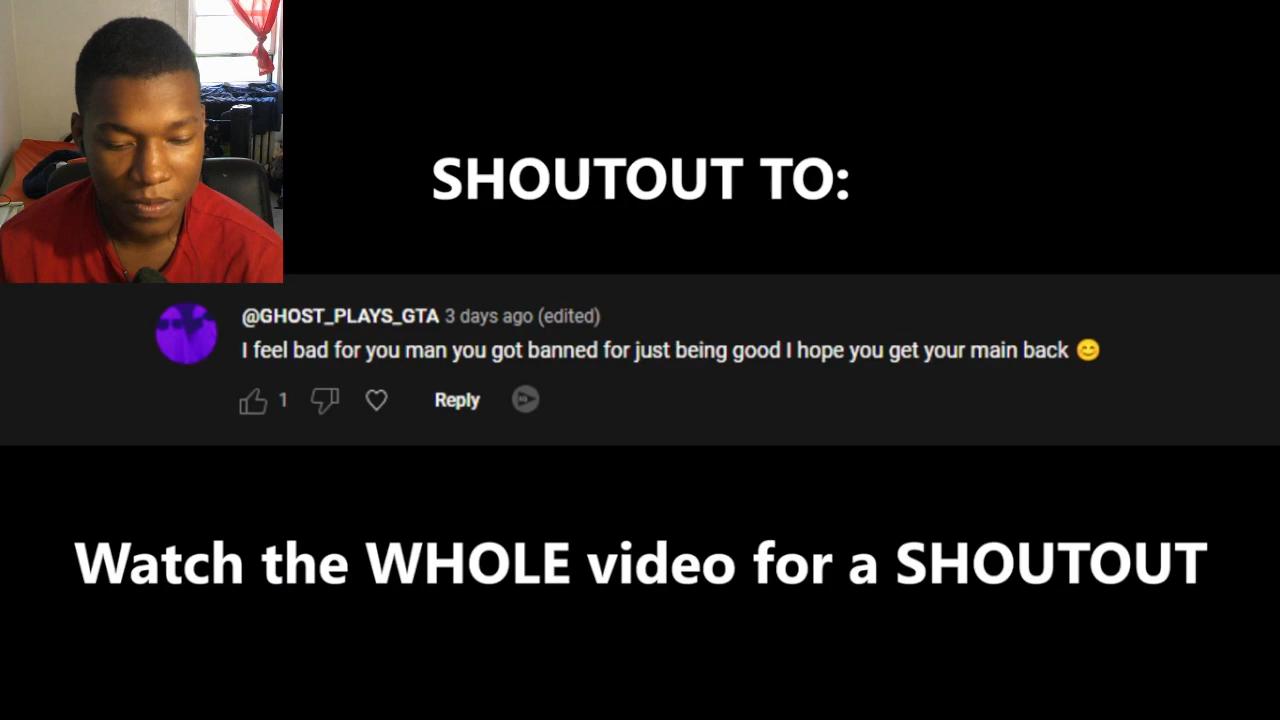 SHOUTOUT TO:
@GHOST_PLAYS_GTA 3 days ago (edited)
I feel bad for you man you got banned for just being good I hope you get your main back 😊
1 Reply
Watch the WHOLE video for a SHOUTOUT